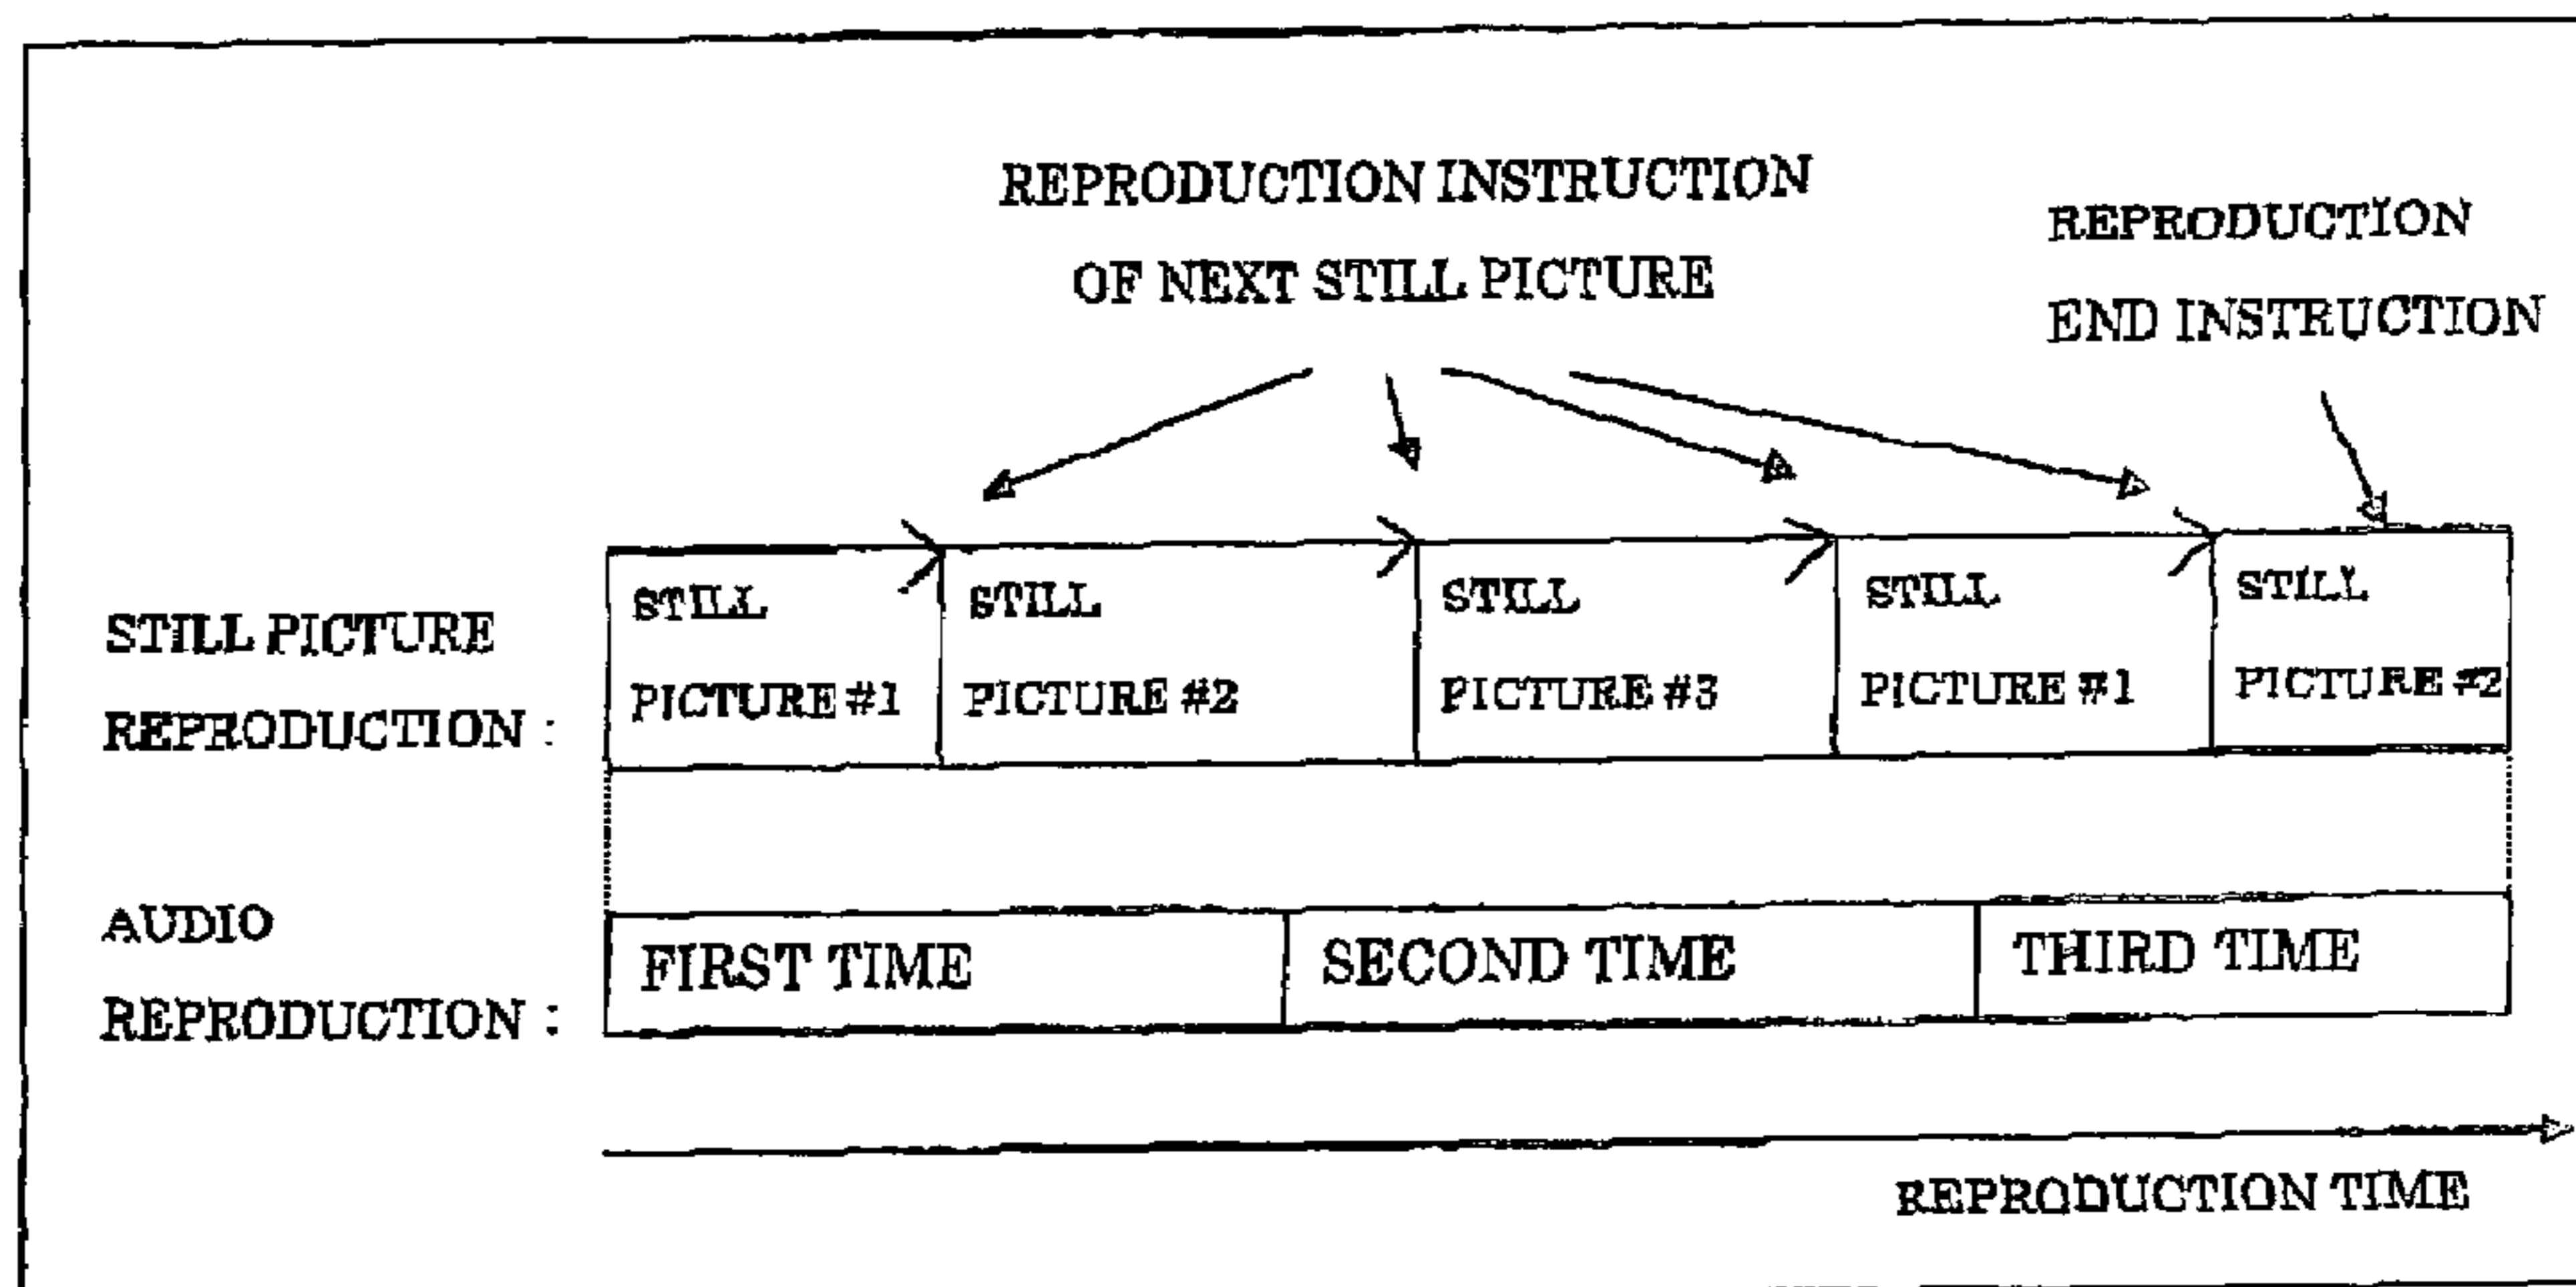 REPRODUCTION INSTRUCTION
OF NEXT STILL PICTURE
REPRODUCTION
END INSTRUCTION
STILL PICTURE
REPRODUCTION :
STILL
PICTURE #1
STILL
PICTURE #2
STILL
PICTURE #3
STILL
PICTURE #1
STILL
PICTURE #2
AUDIO
REPRODUCTION :
FIRST TIME
SECOND TIME
THIRD TIME
REPRODUCTION TIME